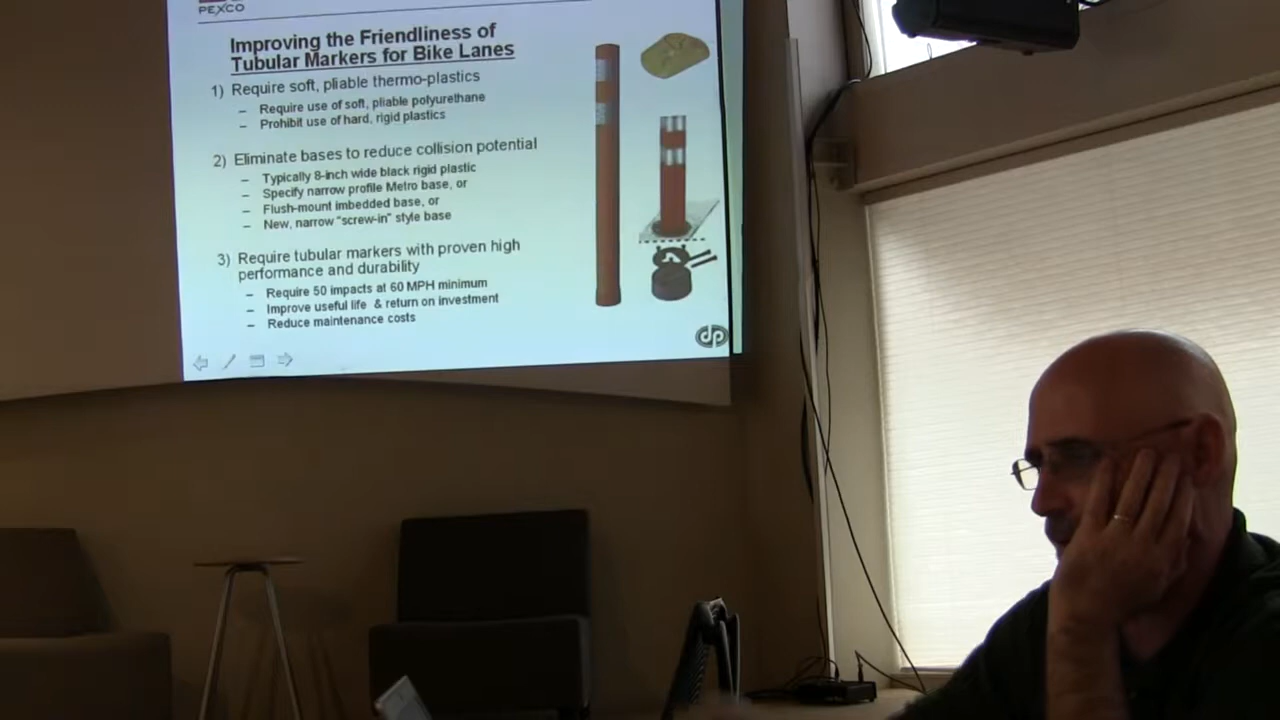 PEXCO
Improving the Friendliness of
Tubular Markers for Bike Lanes
1) Require soft, pliable thermo-plastics
– Require use of soft, pliable polyurethane
– Prohibit use of hard, rigid plastics
2) Eliminate bases to reduce collision potential
– Typically 8-inch wide black rigid plastic
– Specify narrow profile Metro base, or
– Flush-mount imbedded base, or
– New, narrow "screw-in" style base
3) Require tubular markers with proven high
performance and durability
– Require 50 impacts at 60 MPH minimum
– Improve useful life & return on investment
– Reduce maintenance costs
dp